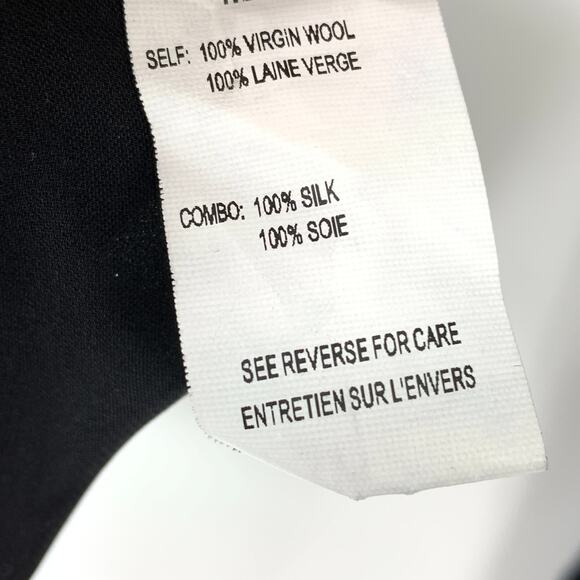 SELF: 100% VIRGIN WOOL
100% LAINE VERGE
COMBO: 100% SILK
100% SOIE
SEE REVERSE FOR CARE
ENTRETIEN SUR L'ENVERS